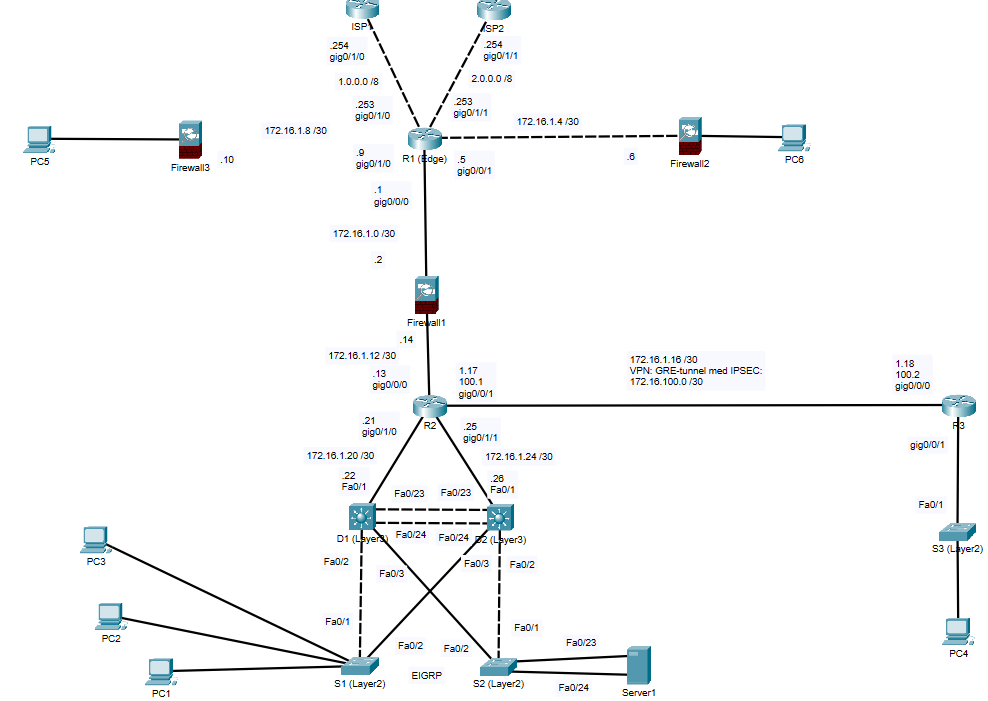 ISP
ISP2
.254
gig0/1/0
.254
gig0/1/1
1.0.0.0 /8
2.0.0.0 /8
.253
gig0/1/0
.253
gig0/1/1
172.16.1.8 /30
172.16.1.4 /30
PC5
Firewall3
.10
.9
gig0/1/0
R1 (Edge)
.5
gig0/0/1
.6
Firewall2
PC6
.1
gig0/0/0
172.16.1.0 /30
.2
Firewall1
.14
172.16.1.12 /30
.13
gig0/0/0
1.17
100.1
gig0/0/1
172.16.1.16 /30
VPN: GRE-tunnel med IPSEC:
172.16.100.0 /30
1.18
100.2
gig0/0/0
R2
R3
.21
gig0/1/0
.25
gig0/1/1
gig0/0/1
172.16.1.20 /30
172.16.1.24 /30
.22
Fa0/1
.26
Fa0/1
Fa0/23
Fa0/23
Fa0/1
Fa0/24
Fa0/24
D1 (Layer3)
D2 (Layer3)
S3 (Layer2)
PC3
Fa0/2
Fa0/3
Fa0/3
Fa0/2
PC2
Fa0/1
Fa0/1
Fa0/2
Fa0/2
Fa0/23
PC4
EIGRP
PC1
S1 (Layer2)
S2 (Layer2)
Fa0/24
Server1